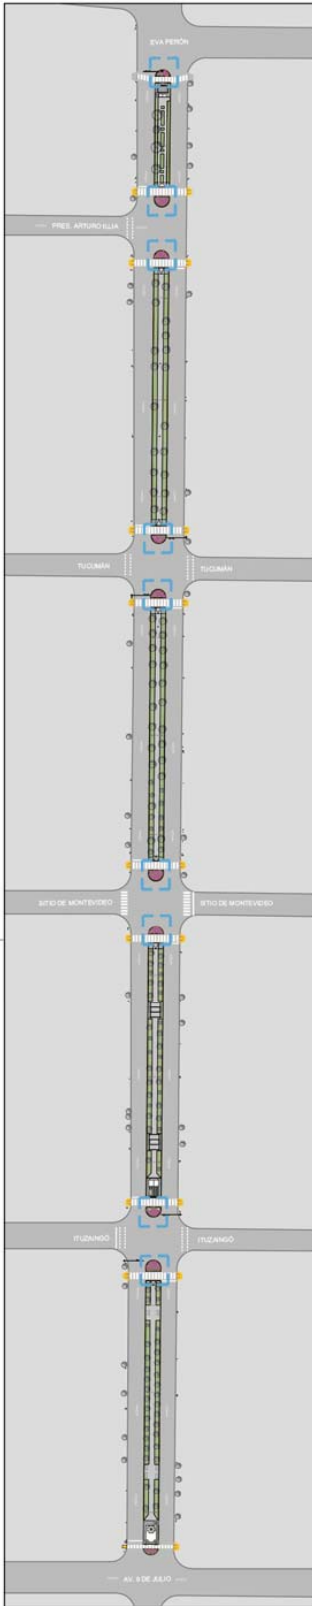 EVA PERÓN
PRES. ARTURO ILLIA
TUCUMÁN
TUCUMÁN
SITIO DE MONTEVIDEO
SITIO DE MONTEVIDEO
ITUZAINGÓ
ITUZAINGÓ
AV. 9 DE JULIO